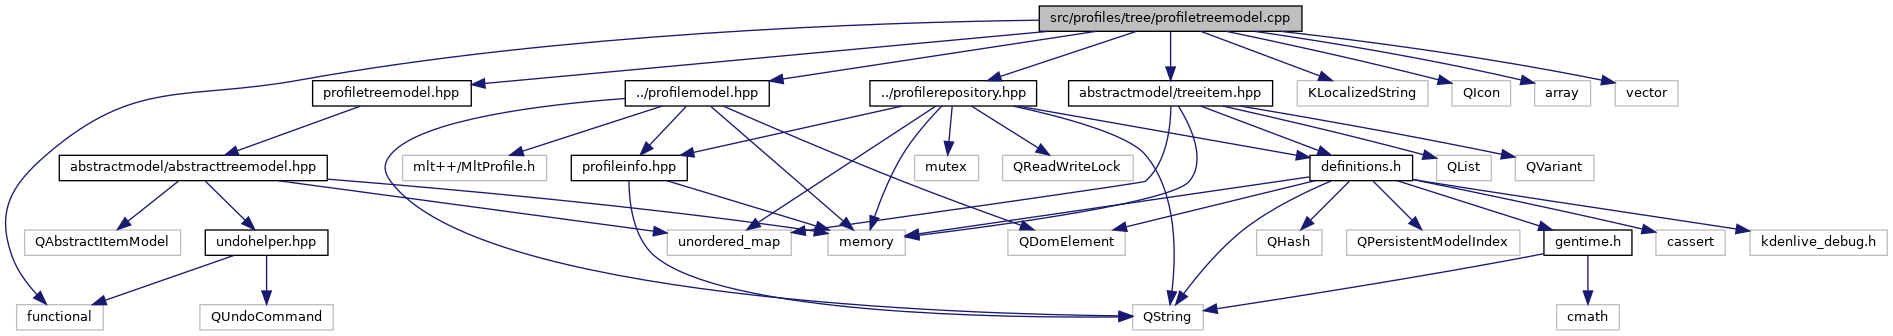 src/profiles/tree/profiletreemodel.cpp
profiletreemodel.hpp
../profilemodel.hpp
../profilerepository.hpp
abstractmodel/treeitem.hpp
KLocalizedString
QIcon
array
vector
abstractmodel/abstracttreemodel.hpp
mlt++/MltProfile.h
profileinfo.hpp
mutex
QReadWriteLock
definitions.h
QList
QVariant
QAbstractItemModel
undohelper.hpp
unordered_map
memory
QDomElement
QHash
QPersistentModelIndex
gentime.h
cassert
kdenlive_debug.h
functional
QUndoCommand
QString
cmath